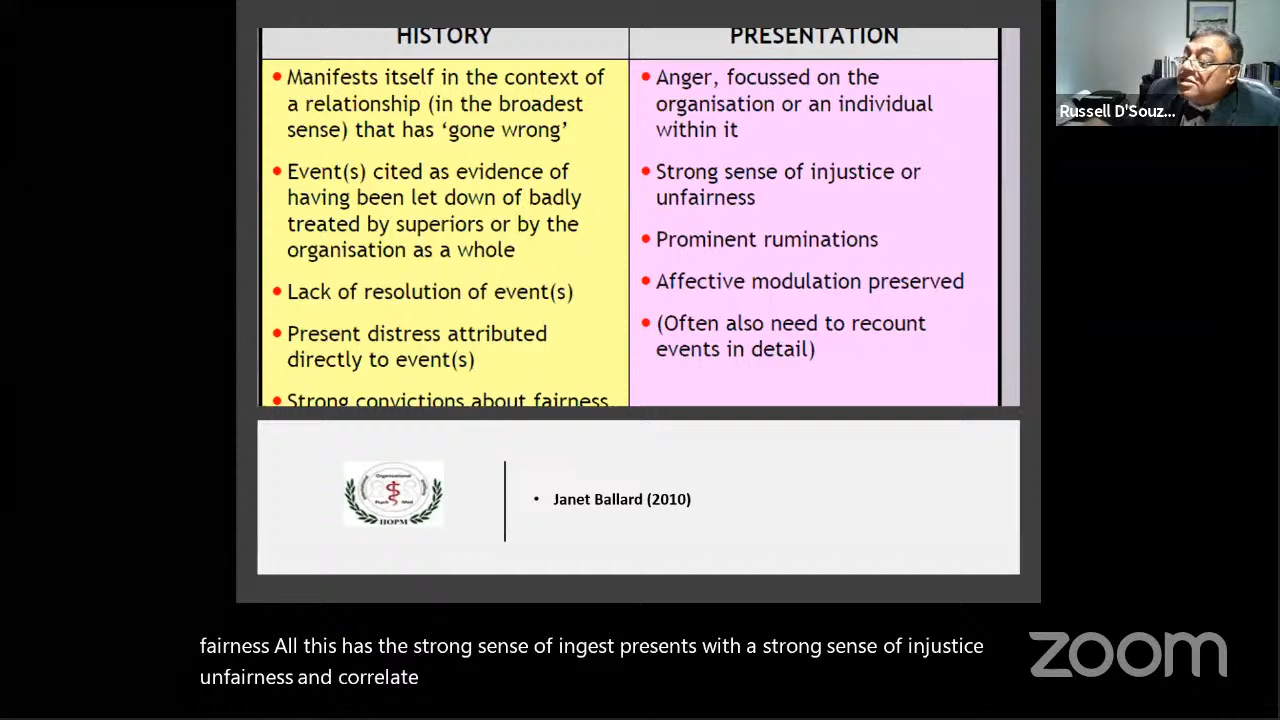 HISTORY
PRESENTATION
• Manifests itself in the context of
a relationship (in the broadest
sense) that has ‘gone wrong’
• Event(s) cited as evidence of
having been let down of badly
treated by superiors or by the
organisation as a whole
• Lack of resolution of event(s)
• Present distress attributed
directly to event(s)
• Strong convictions about fairness,
• Anger, focussed on the
organisation or an individual
within it
• Strong sense of injustice or
unfairness
• Prominent ruminations
• Affective modulation preserved
• (Often also need to recount
events in detail)
Russell D'Souz...
Organizational
IIOPM
• Janet Ballard (2010)
fairness All this has the strong sense of ingest presents with a strong sense of injustice
unfairness and correlate
zoom